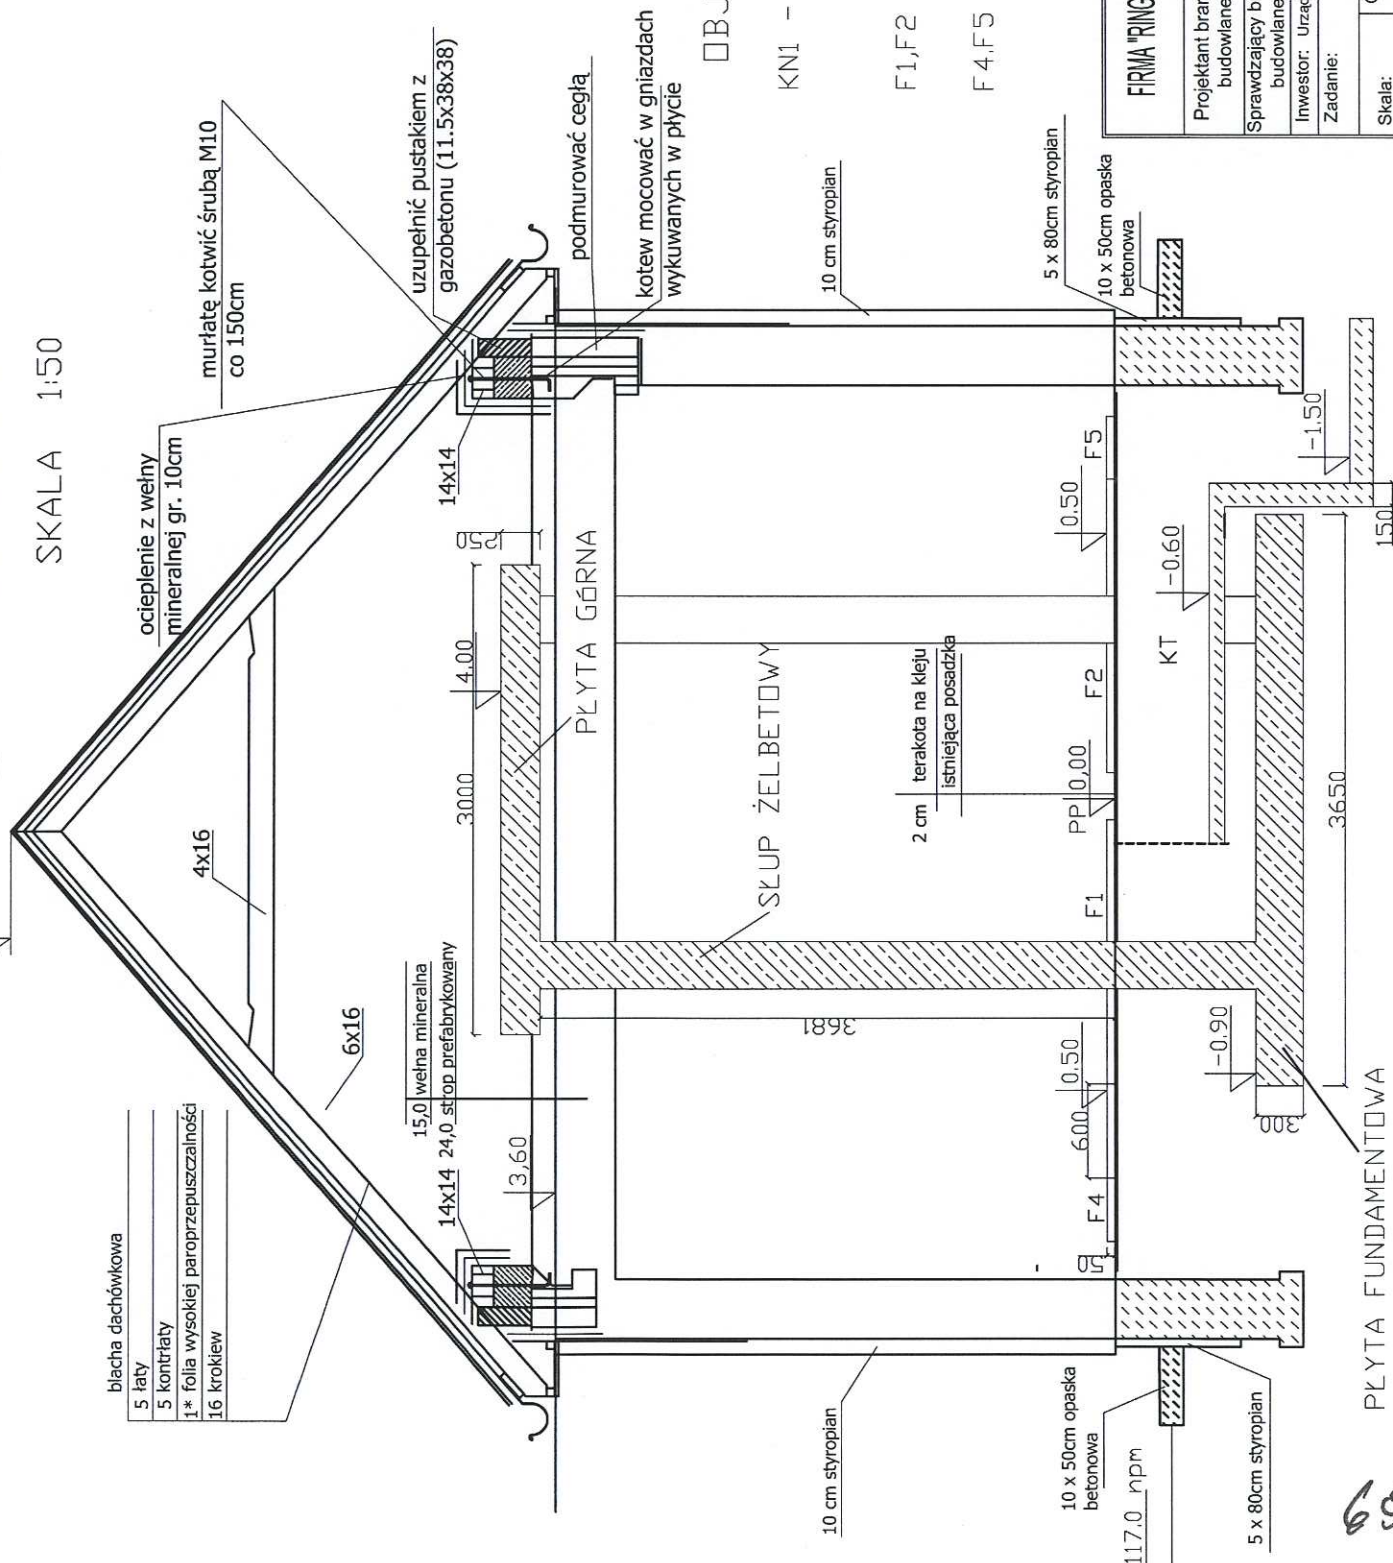 SKALA 1:50
murłatę kotwić śrubą M10
co 150cm
ocieplenie z wełny
mineralnej gr. 10cm
uzupełnić pustakiem z
gazobetonu (11.5x38x38)
podmurować cegłą
kotew mocować w gniazdach
wykuwanych w płycie
blacha dachówkowa
5 łaty
5 kontrłaty
1* folia wysokiej paroprzepuszczalności
16 krokiew
4x16
6x16
14x14
14x14
15,0 wełna mineralna
24,0 strop prefabrykowany
3,60
4.00
3000
250
PŁYTA GÓRNA
SŁUP ŻELBETOWY
3681
2 cm terakota na kleju
istniejąca posadzka
10 cm styropian
10 cm styropian
5 x 80cm styropian
10 x 50cm opaska
betonowa
10 x 50cm opaska
betonowa
5 x 80cm styropian
117.0 npm
F4
600
0.50
50
F1
PP 0,00
F2
0.50
F5
KT
-0.60
-1.50
-0.90
300
3650
150
PŁYTA FUNDAMENTOWA
KN1 -
F1,F2
F4,F5
FIRMA "RING
Projektant bran
budowlane
Sprawdzający b
budowlane
Inwestor: Urząd
Zadanie:
Skala: